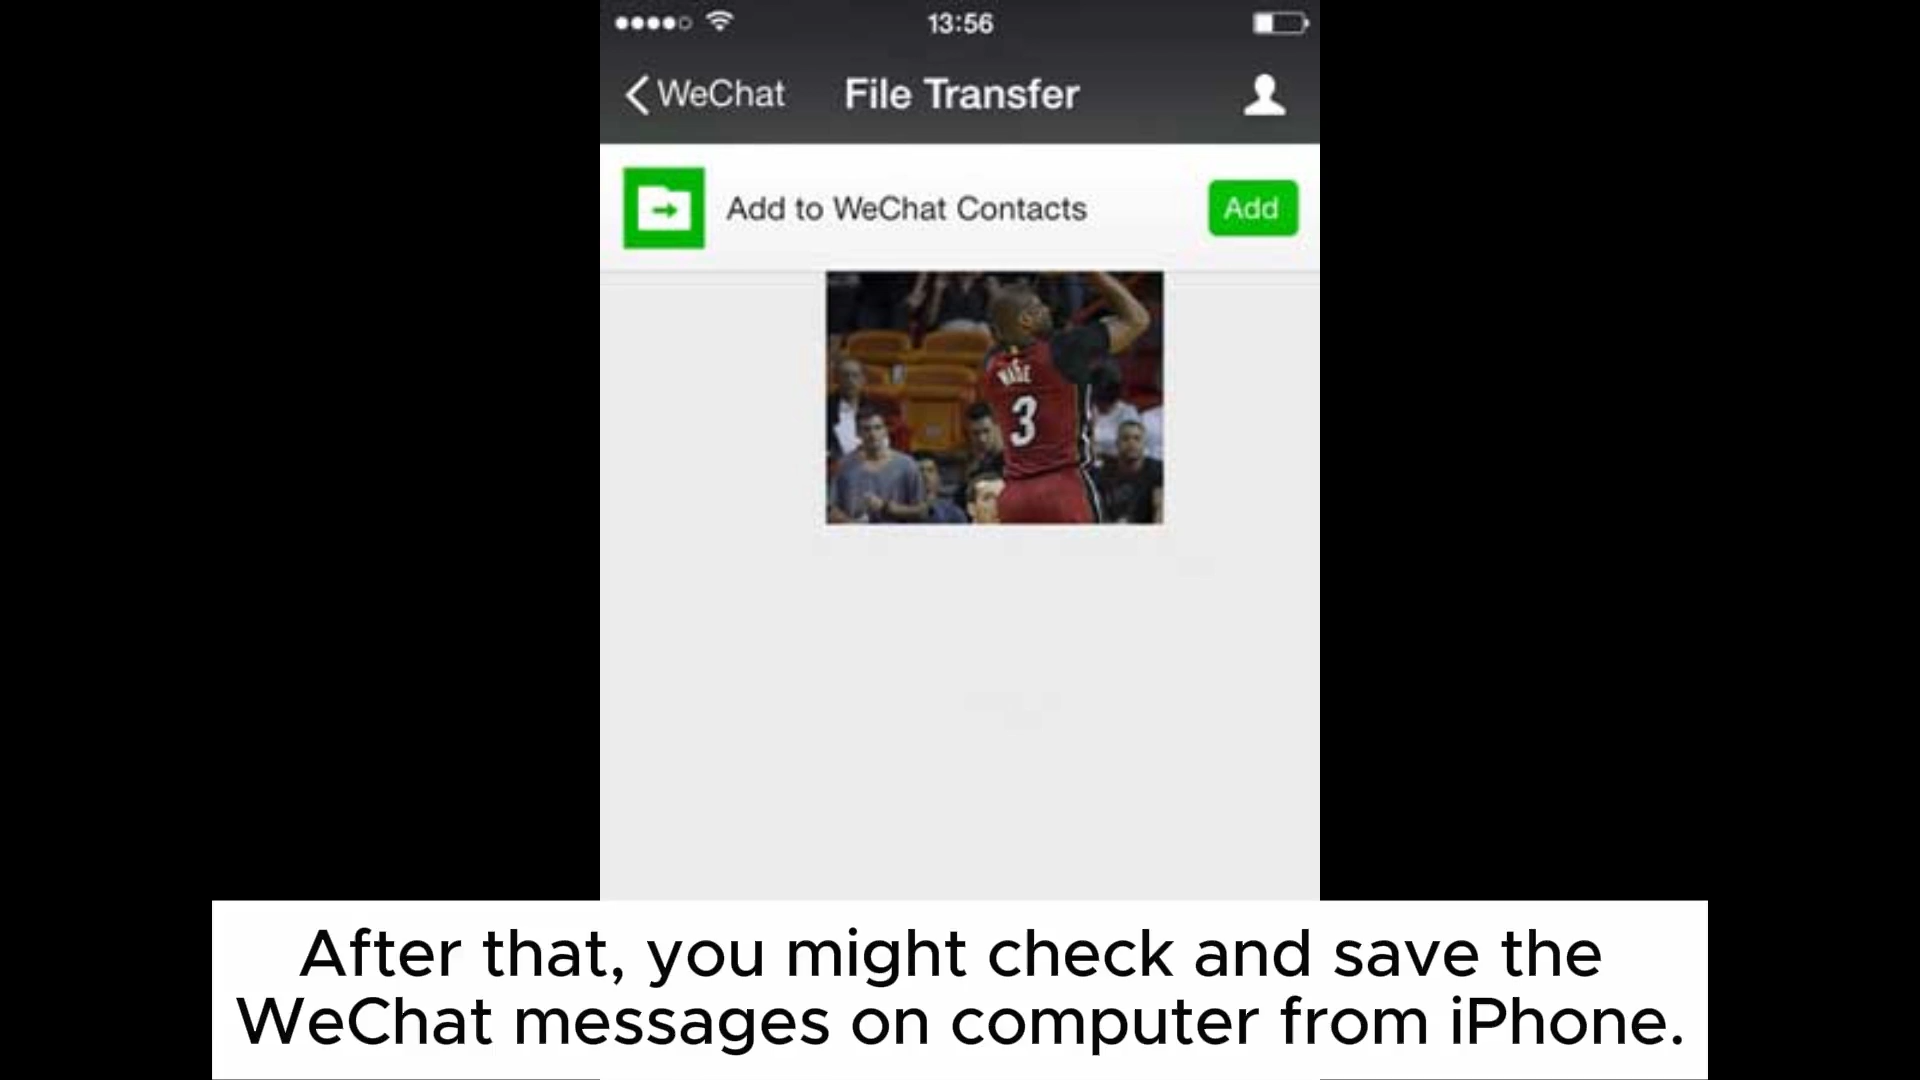 13:56
WeChat File Transfer
Add to WeChat Contacts Add
WADE
3
After that, you might check and save the
WeChat messages on computer from iPhone.